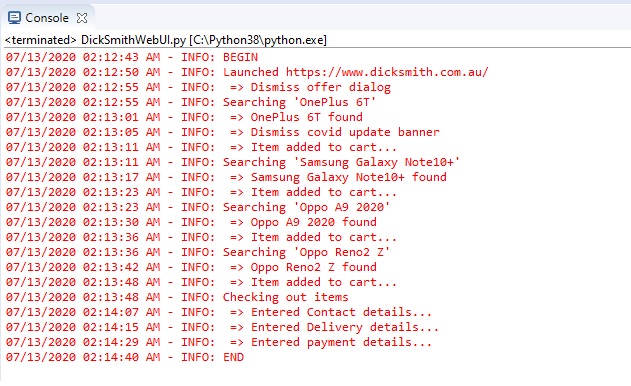 Console
<terminated> DickSmithWebUI.py [C:\Python38\python.exe]
07/13/2020 02:12:43 AM - INFO: BEGIN
07/13/2020 02:12:50 AM - INFO: Launched https://www.dicksmith.com.au/
07/13/2020 02:12:55 AM - INFO:  => Dismiss offer dialog
07/13/2020 02:12:55 AM - INFO: Searching 'OnePlus 6T'
07/13/2020 02:13:01 AM - INFO:  => OnePlus 6T found
07/13/2020 02:13:05 AM - INFO:  => Dismiss covid update banner
07/13/2020 02:13:11 AM - INFO:  => Item added to cart...
07/13/2020 02:13:11 AM - INFO: Searching 'Samsung Galaxy Note10+'
07/13/2020 02:13:17 AM - INFO:  => Samsung Galaxy Note10+ found
07/13/2020 02:13:23 AM - INFO:  => Item added to cart...
07/13/2020 02:13:23 AM - INFO: Searching 'Oppo A9 2020'
07/13/2020 02:13:30 AM - INFO:  => Oppo A9 2020 found
07/13/2020 02:13:36 AM - INFO:  => Item added to cart...
07/13/2020 02:13:36 AM - INFO: Searching 'Oppo Reno2 Z'
07/13/2020 02:13:42 AM - INFO:  => Oppo Reno2 Z found
07/13/2020 02:13:48 AM - INFO:  => Item added to cart...
07/13/2020 02:13:48 AM - INFO: Checking out items
07/13/2020 02:14:07 AM - INFO:  => Entered Contact details...
07/13/2020 02:14:15 AM - INFO:  => Entered Delivery details...
07/13/2020 02:14:29 AM - INFO:  => Entered payment details...
07/13/2020 02:14:40 AM - INFO: END